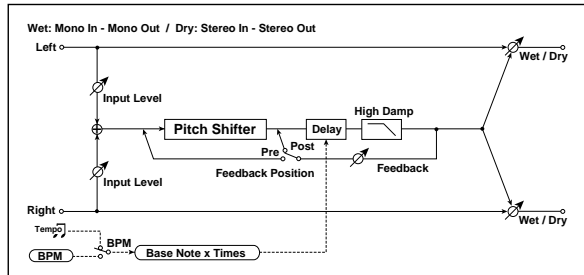 Wet: Mono In - Mono Out / Dry: Stereo In - Stereo Out
Left
Wet / Dry
Input Level
High Damp
Pitch Shifter
Delay
Post
Pre
Feedback
Feedback Position
Input Level
Right
Wet / Dry
Tempo
BPM
BPM
Base Note x Times